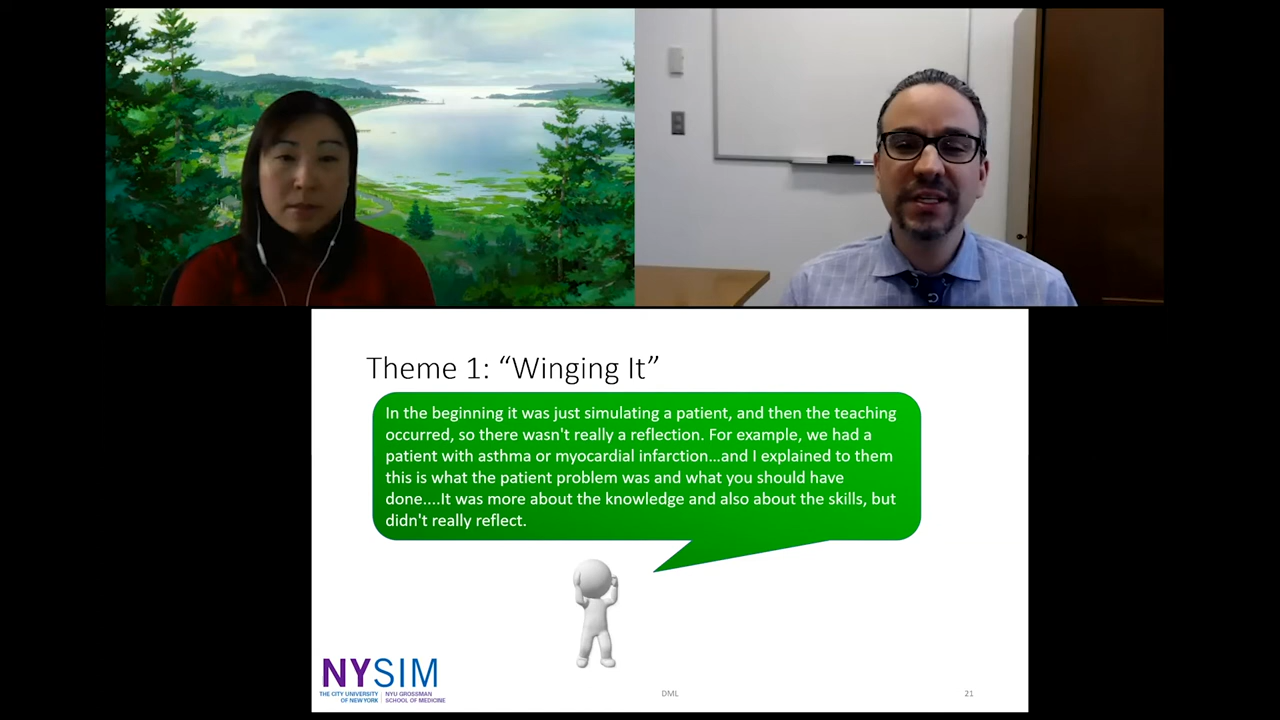 Theme 1: “Winging It”
In the beginning it was just simulating a patient, and then the teaching
occurred, so there wasn't really a reflection. For example, we had a
patient with asthma or myocardial infarction…and I explained to them
this is what the patient problem was and what you should have
done....It was more about the knowledge and also about the skills, but
didn't really reflect.
NYSIM
THE CITY UNIVERSITY
OF NEW YORK
NYU GROSSMAN
SCHOOL OF MEDICINE
DML
21